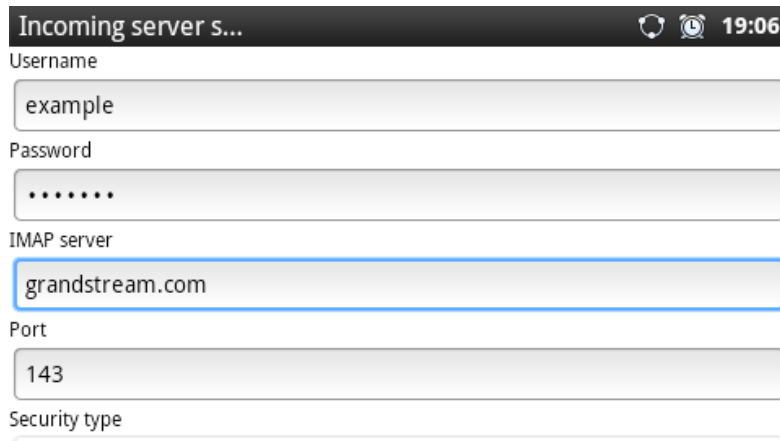 Incoming server s... 19:06
Username
example
Password
•••••••
IMAP server
grandstream.com
Port
143
Security type